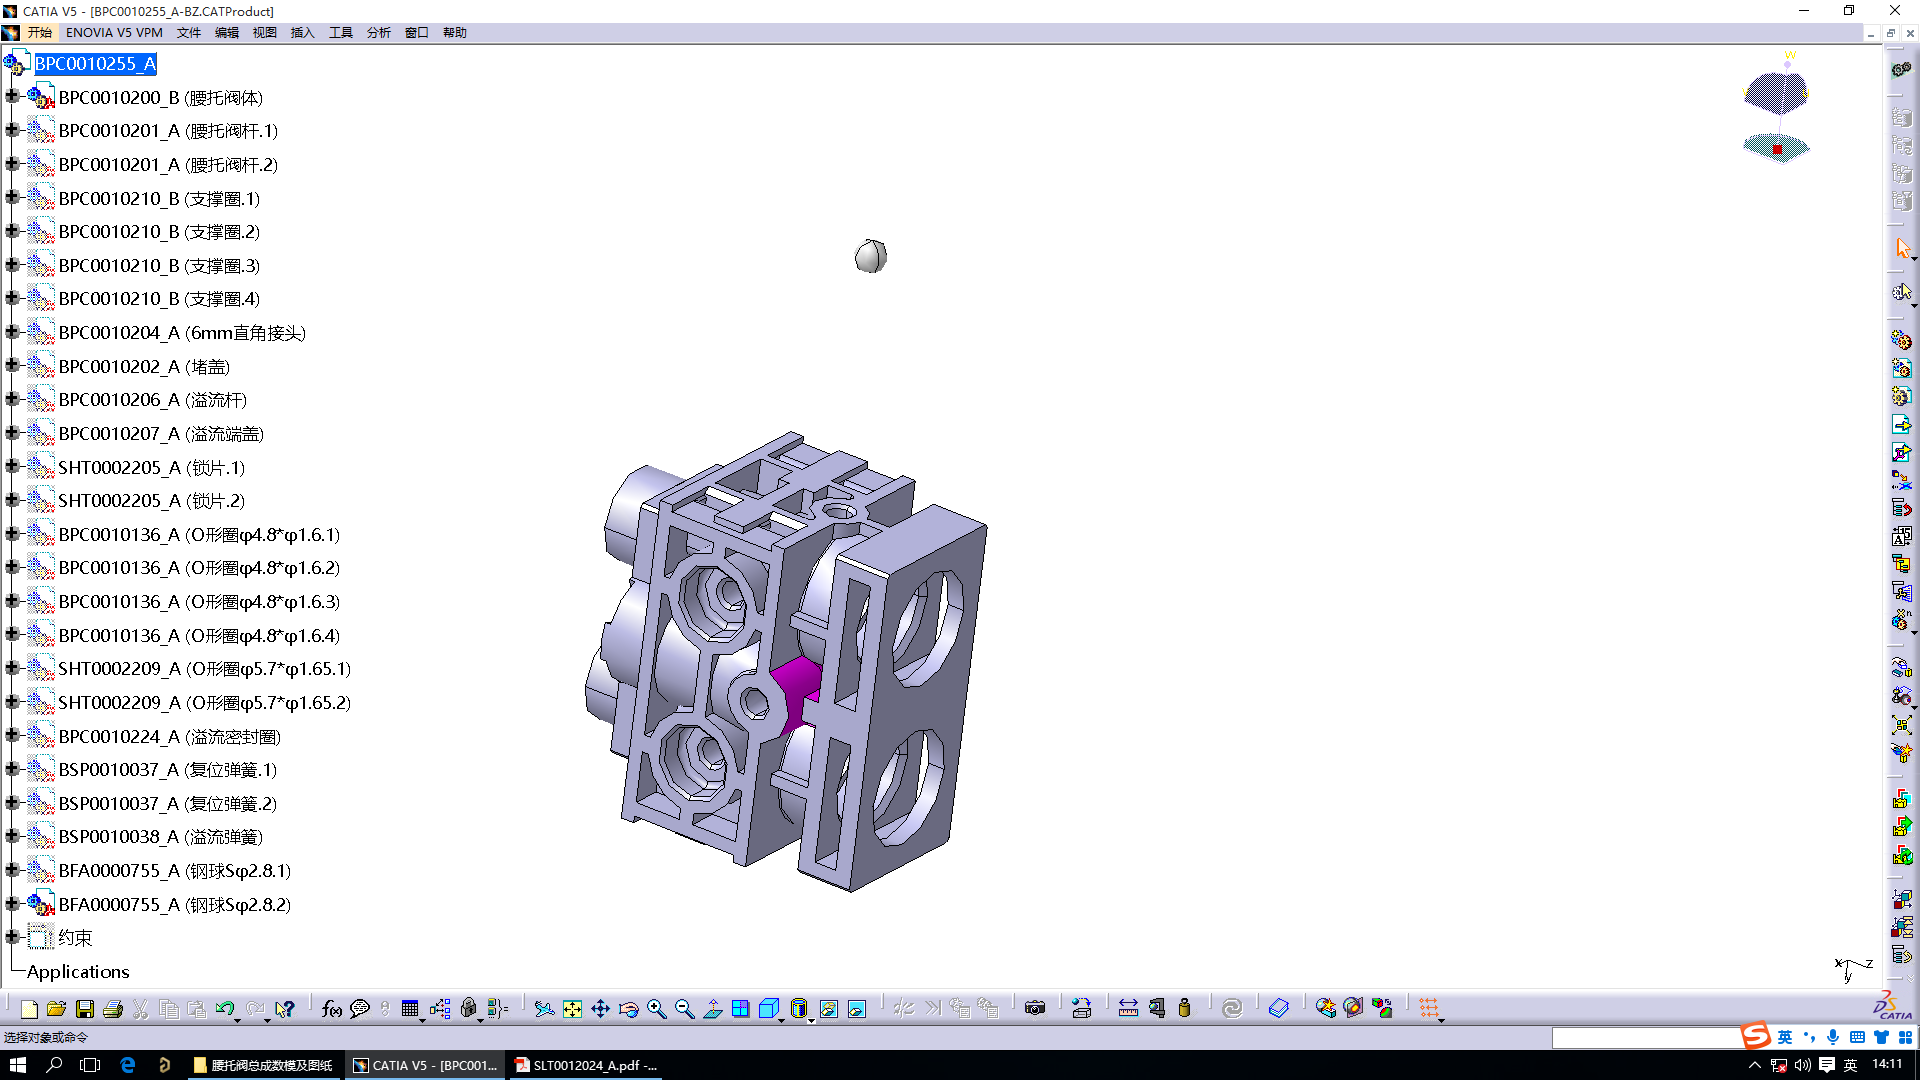 CATIA V5 - [BPC0010255_A-BZ.CATProduct]
开始 ENOVIA V5 VPM 文件 编辑 视图 插入 工具 分析 窗口 帮助
BPC0010255_A
BPC0010200_B (腰托阀体)
BPC0010201_A (腰托阀杆.1)
BPC0010201_A (腰托阀杆.2)
BPC0010210_B (支撑圈.1)
BPC0010210_B (支撑圈.2)
BPC0010210_B (支撑圈.3)
BPC0010210_B (支撑圈.4)
BPC0010204_A (6mm直角接头)
BPC0010202_A (堵盖)
BPC0010206_A (溢流杆)
BPC0010207_A (溢流端盖)
SHT0002205_A (锁片.1)
SHT0002205_A (锁片.2)
BPC0010136_A (O形圈φ4.8*φ1.6.1)
BPC0010136_A (O形圈φ4.8*φ1.6.2)
BPC0010136_A (O形圈φ4.8*φ1.6.3)
BPC0010136_A (O形圈φ4.8*φ1.6.4)
SHT0002209_A (O形圈φ5.7*φ1.65.1)
SHT0002209_A (O形圈φ5.7*φ1.65.2)
BPC0010224_A (溢流密封圈)
BSP0010037_A (复位弹簧.1)
BSP0010037_A (复位弹簧.2)
BSP0010038_A (溢流弹簧)
BFA0000755_A (钢球Sφ2.8.1)
BFA0000755_A (钢球Sφ2.8.2)
约束
Applications
w
x z
y
f(x)
CATIA
选择对象或命令
英
腰托阀总成数模及图纸
CATIA V5 - [BPC001...
SLT0012024_A.pdf -...
英
14:11